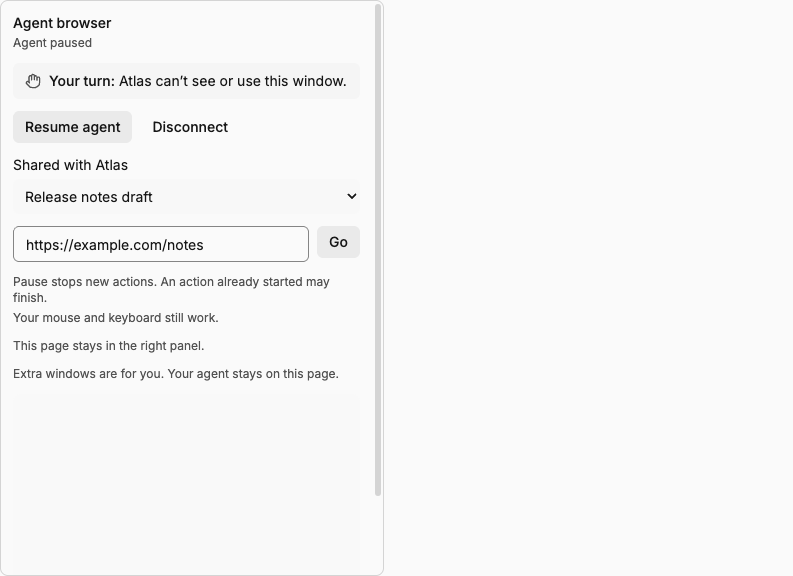 Agent browser
Agent paused
Your turn: Atlas can’t see or use this window.
Resume agent
Disconnect
Shared with Atlas
Release notes draft
https://example.com/notes
Go
Pause stops new actions. An action already started may
finish.
Your mouse and keyboard still work.
This page stays in the right panel.
Extra windows are for you. Your agent stays on this page.